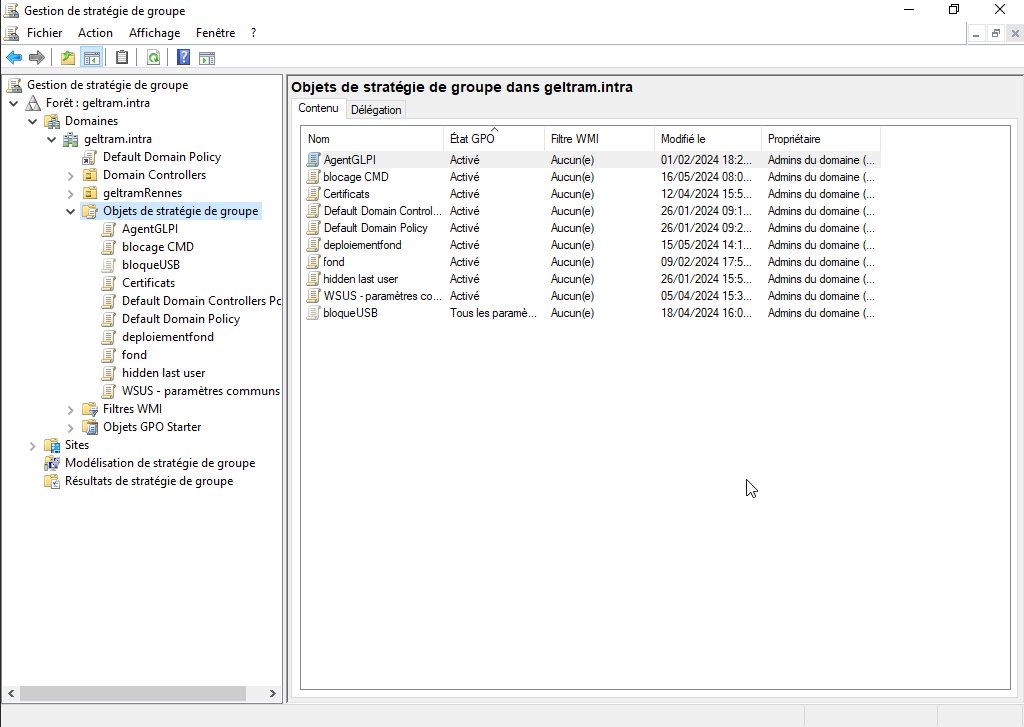 Gestion de stratégie de groupe
Fichier Action Affichage Fenêtre ?
Gestion de stratégie de groupe
Forêt : geltram.intra
Domaines
geltram.intra
Default Domain Policy
Domain Controllers
geltramRennes
Objets de stratégie de groupe
AgentGLPI
blocage CMD
bloqueUSB
Certificats
Default Domain Controllers Pc
Default Domain Policy
deploiementfond
fond
hidden last user
WSUS - paramètres communs
Filtres WMI
Objets GPO Starter
Sites
Modélisation de stratégie de groupe
Résultats de stratégie de groupe
Objets de stratégie de groupe dans geltram.intra
Contenu Délégation
Nom État GPO Filtre WMI Modifié le Propriétaire
AgentGLPI Activé Aucun(e) 01/02/2024 18:2... Admins du domaine (...
blocage CMD Activé Aucun(e) 16/05/2024 08:0... Admins du domaine (...
Certificats Activé Aucun(e) 12/04/2024 15:5... Admins du domaine (...
Default Domain Control... Activé Aucun(e) 26/01/2024 09:1... Admins du domaine (...
Default Domain Policy Activé Aucun(e) 26/01/2024 09:2... Admins du domaine (...
deploiementfond Activé Aucun(e) 15/05/2024 14:1... Admins du domaine (...
fond Activé Aucun(e) 09/02/2024 17:5... Admins du domaine (...
hidden last user Activé Aucun(e) 26/01/2024 15:5... Admins du domaine (...
WSUS - paramètres co... Activé Aucun(e) 05/04/2024 15:3... Admins du domaine (...
bloqueUSB Tous les paramè... Aucun(e) 18/04/2024 16:0... Admins du domaine (...